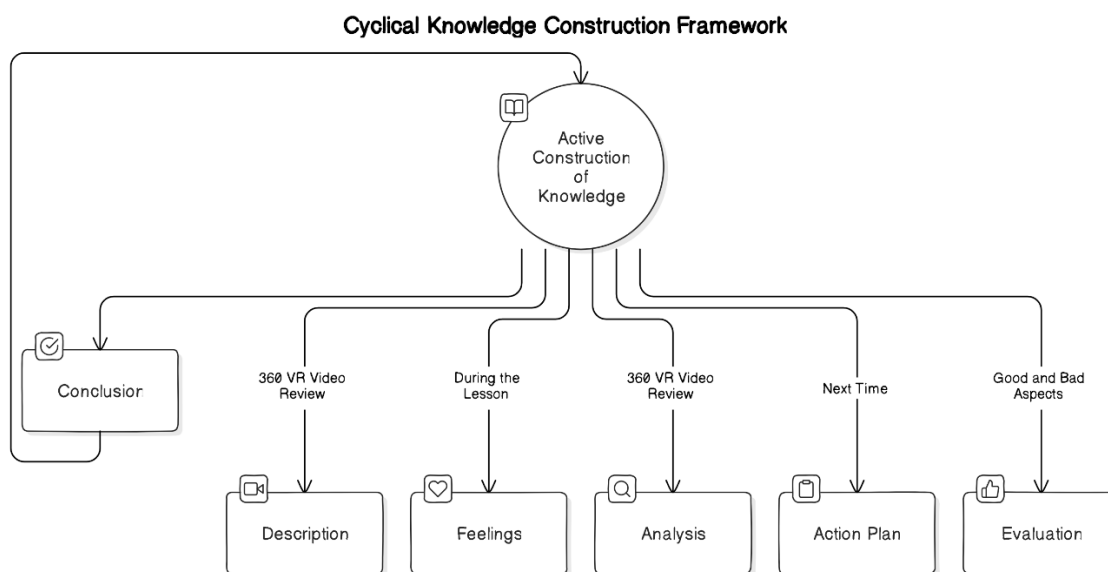 Cyclical Knowledge Construction Framework
Active
Construction
of
Knowledge
Conclusion
360 VR Video
Review
During the
Lesson
360 VR Video
Review
Next Time
Good and Bad
Aspects
Description
Feelings
Analysis
Action Plan
Evaluation